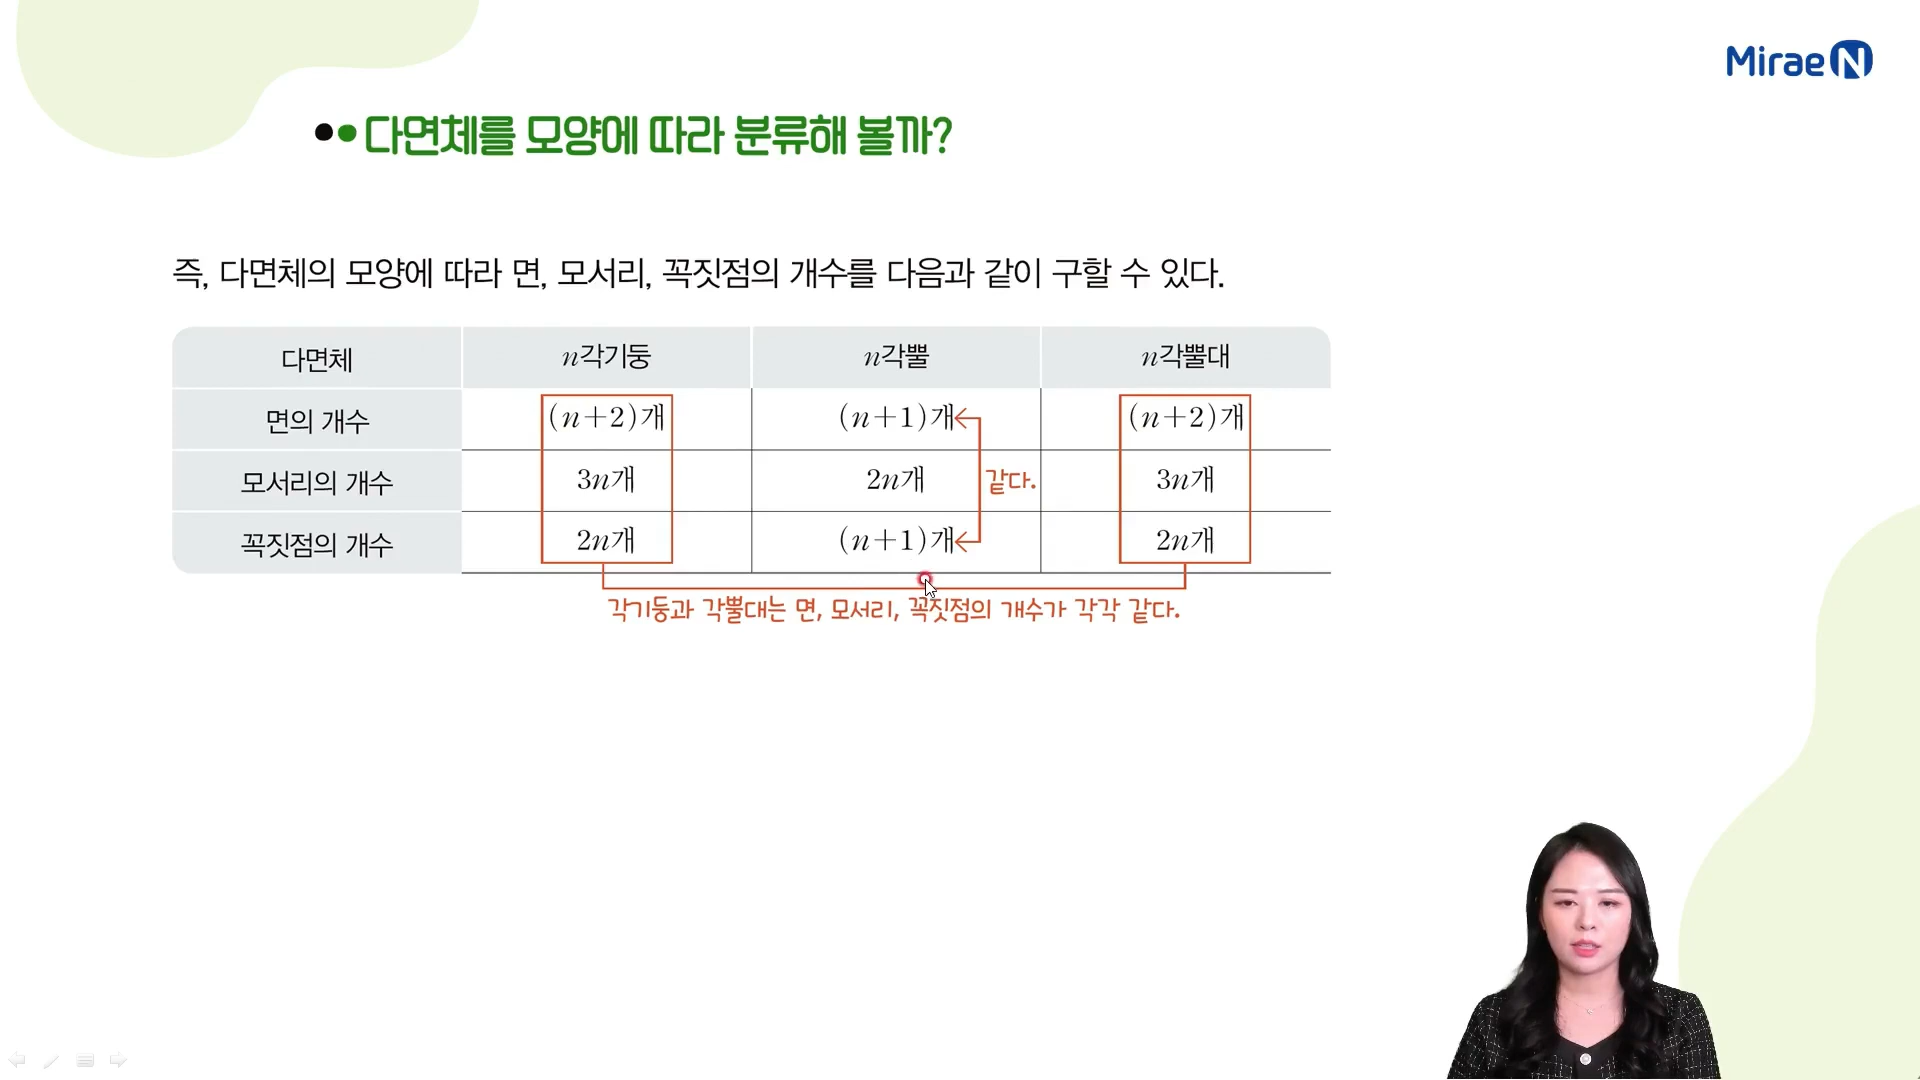 MiraeN
다면체를 모양에 따라 분류해 볼까?
즉, 다면체의 모양에 따라 면, 모서리, 꼭짓점의 개수를 다음과 같이 구할 수 있다.
다면체 n각기둥 n각뿔 n각뿔대
면의 개수 (n+2)개 (n+1)개 (n+2)개
모서리의 개수 3n개 2n개 같다. 3n개
꼭짓점의 개수 2n개 (n+1)개 2n개
각기둥과 각뿔대는 면, 모서리, 꼭짓점의 개수가 각각 같다.